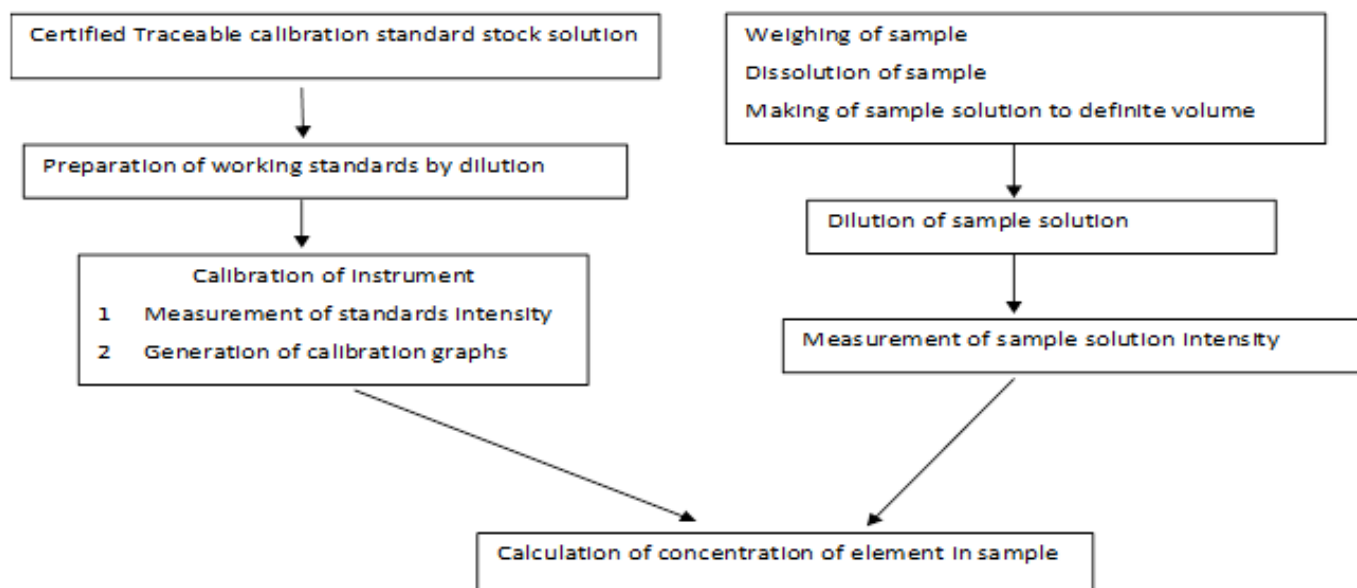 Certified Traceable calibration standard stock solution
Preparation of working standards by dilution
Calibration of Instrument
1 Measurement of standards Intensity
2 Generation of calibration graphs
Weighing of sample
Dissolution of sample
Making of sample solution to definite volume
Dilution of sample solution
Measurement of sample solution Intensity
Calculation of concentration of element in sample